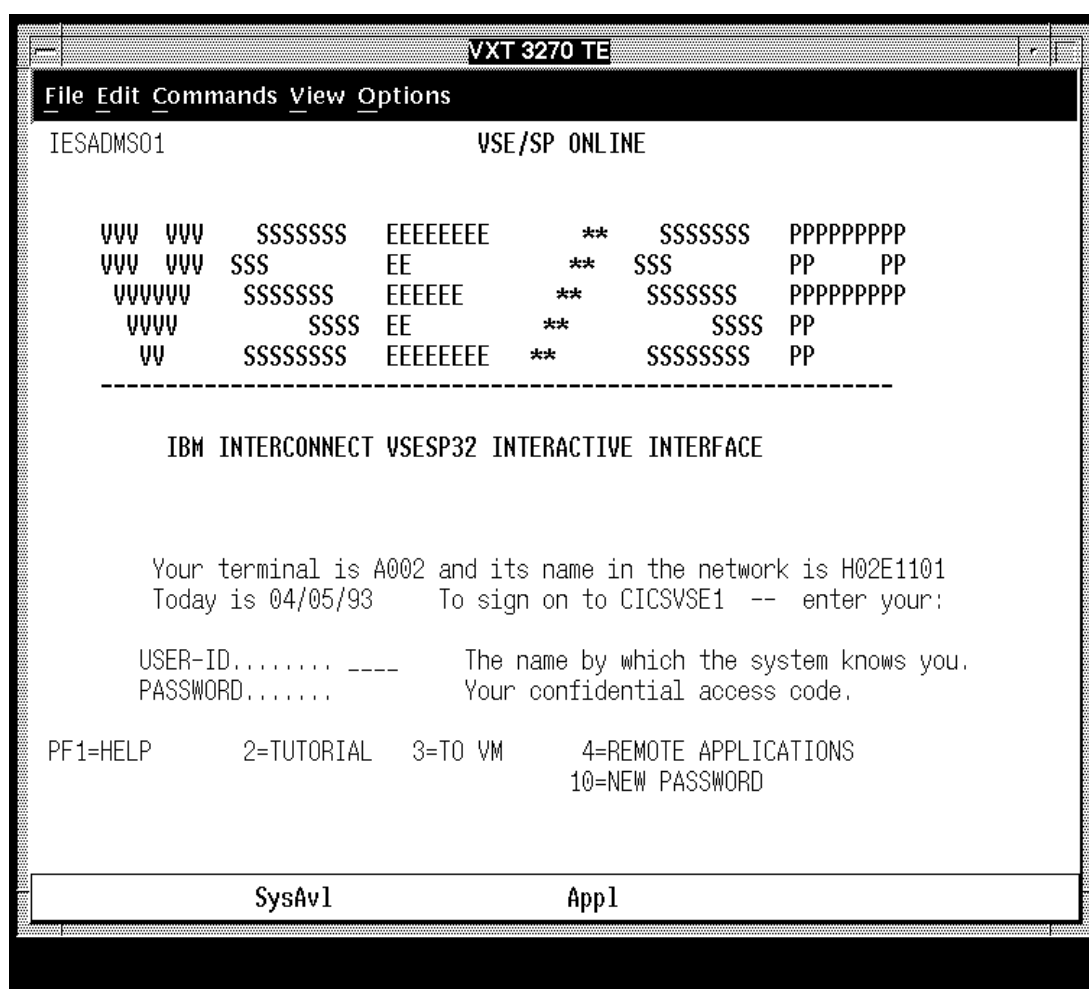 VXT 3270 TE
File Edit Commands View Options
IESADMSO1                        VSE/SP ONLINE
    VVV  VVV    SSSSSSS   EEEEEEEE       **    SSSSSSS   PPPPPPPPP
    VVV  VVV  SSS         EE            **   SSS         PP     PP
     VVVVVV    SSSSSSS    EEEEEE       **     SSSSSSS    PPPPPPPPP
      VVVV          SSSS  EE          **           SSSS  PP
       VV      SSSSSSSS   EEEEEEEE   **       SSSSSSSS   PP
    -------------------------------------------------------------
         IBM INTERCONNECT VSESP32 INTERACTIVE INTERFACE
        Your terminal is A002 and its name in the network is H02E1101
        Today is 04/05/93     To sign on to CICSVSE1  --  enter your:
       USER-ID........ ____     The name by which the system knows you.
       PASSWORD.......          Your confidential access code.
PF1=HELP       2=TUTORIAL   3=TO VM      4=REMOTE APPLICATIONS
                                        10=NEW PASSWORD
SysAvl                  Appl